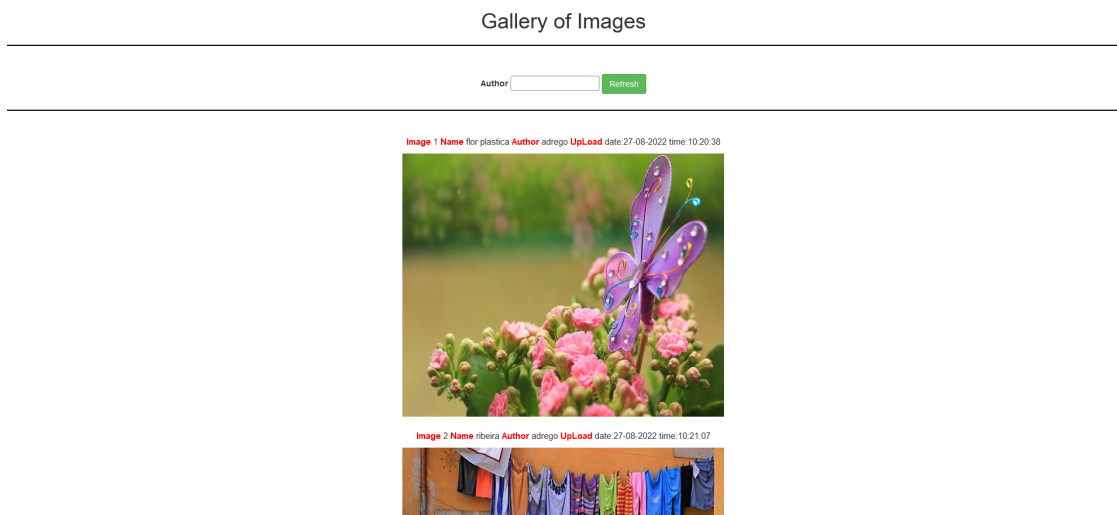 Gallery of Images
Author Refresh
Image 1 Name flor plastica Author adrego UpLoad date:27-08-2022 time:10:20:38
Image 2 Name ribeira Author adrego UpLoad date:27-08-2022 time:10:21:07